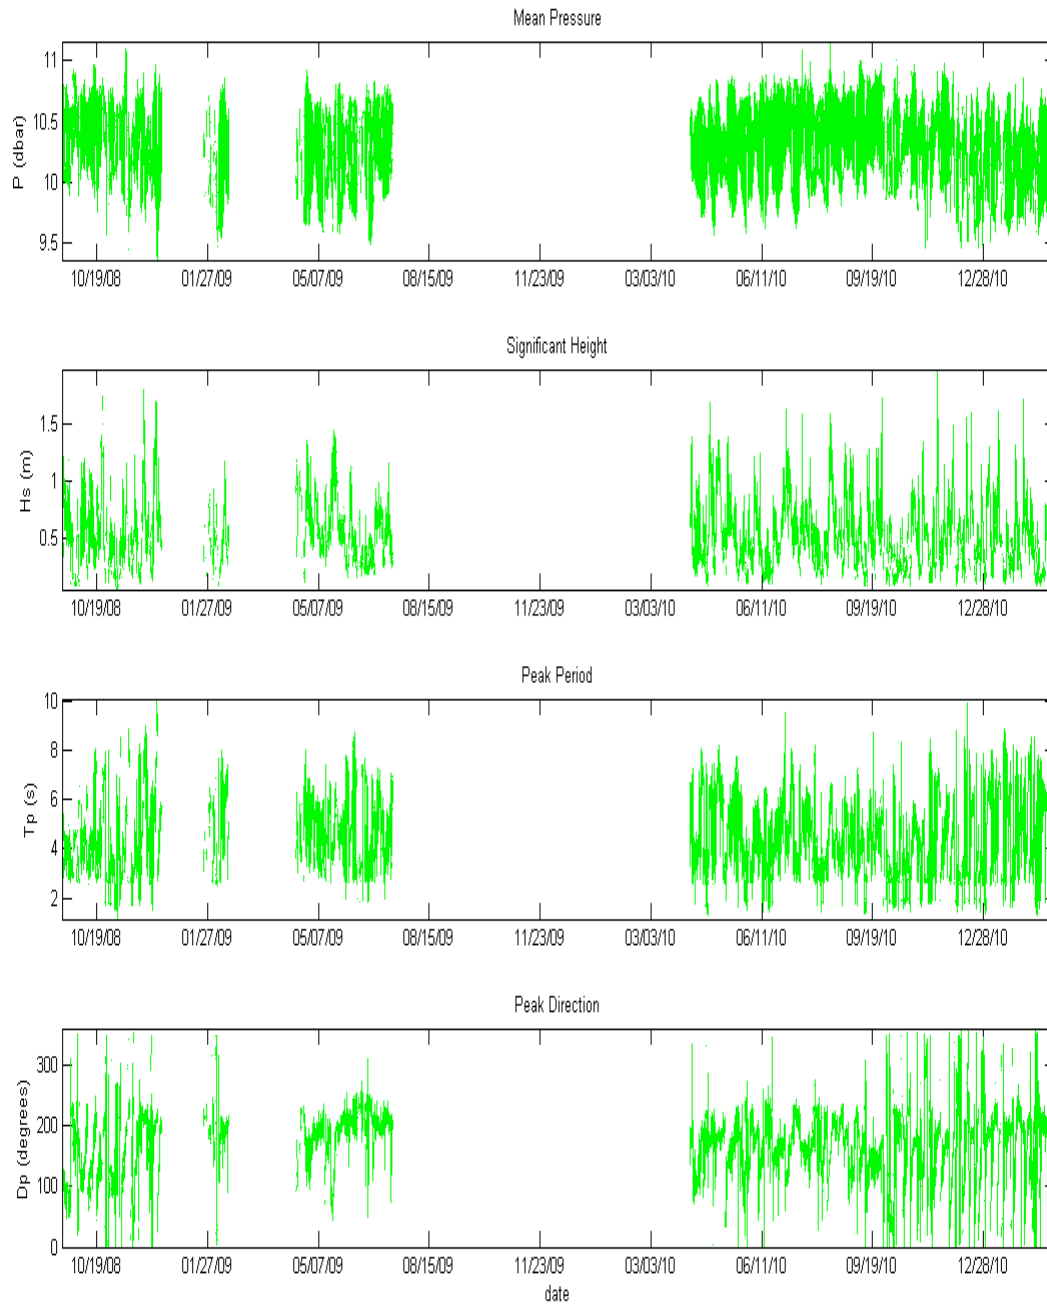 Mean Pressure
P (dbar)
11
10.5
10
9.5
10/19/08 01/27/09 05/07/09 08/15/09 11/23/09 03/03/10 06/11/10 09/19/10 12/28/10
Significant Height
Hs (m)
1.5
1
0.5
10/19/08 01/27/09 05/07/09 08/15/09 11/23/09 03/03/10 06/11/10 09/19/10 12/28/10
Peak Period
Tp (s)
10
8
6
4
2
10/19/08 01/27/09 05/07/09 08/15/09 11/23/09 03/03/10 06/11/10 09/19/10 12/28/10
Peak Direction
Dp (degrees)
300
200
100
0
10/19/08 01/27/09 05/07/09 08/15/09 11/23/09 03/03/10 06/11/10 09/19/10 12/28/10
date